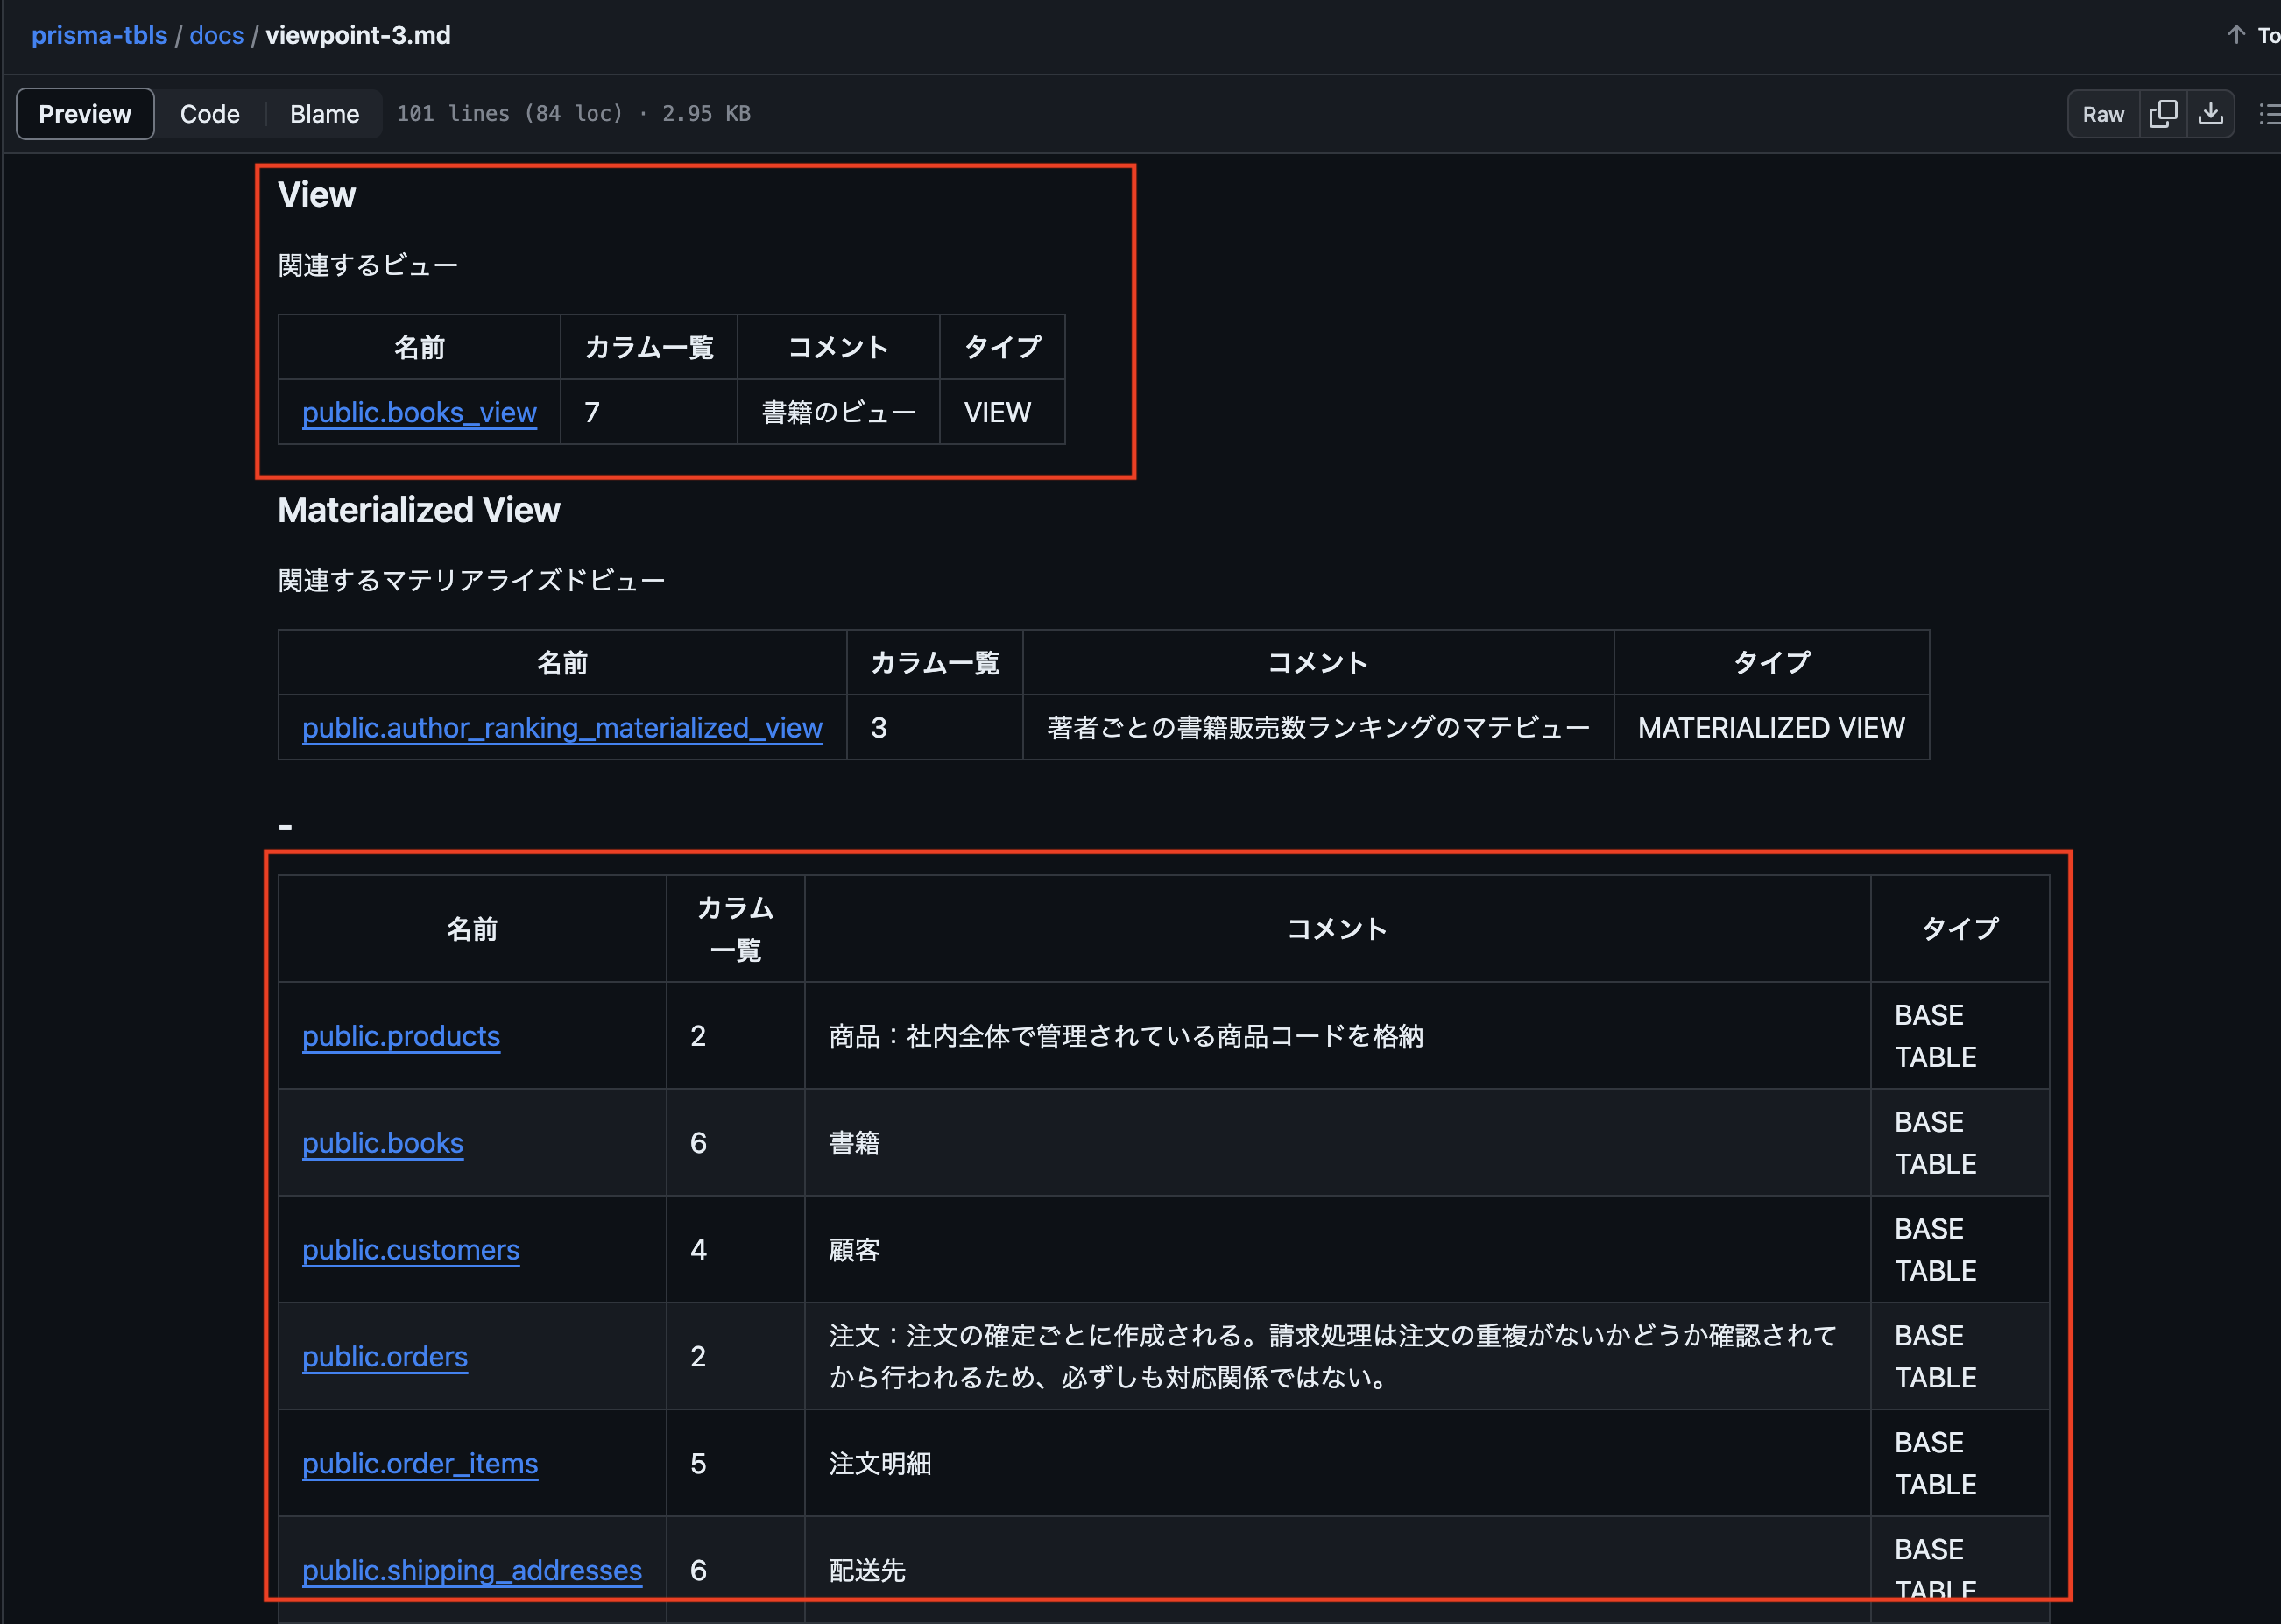 prisma-tbls / docs / viewpoint-3.md
To
Preview Code Blame 101 lines (84 loc) · 2.95 KB
Raw
View
関連するビュー
名前 カラム一覧 コメント タイプ
public.books_view 7 書籍のビュー VIEW
Materialized View
関連するマテリアライズドビュー
名前 カラム一覧 コメント タイプ
public.author_ranking_materialized_view 3 著者ごとの書籍販売数ランキングのマテビュー MATERIALIZED VIEW
-
名前 カラム
一覧 コメント タイプ
public.products 2 商品：社内全体で管理されている商品コードを格納 BASE
TABLE
public.books 6 書籍 BASE
TABLE
public.customers 4 顧客 BASE
TABLE
public.orders 2 注文：注文の確定ごとに作成される。請求処理は注文の重複がないかどうか確認されて
から行われるため、必ずしも対応関係ではない。 BASE
TABLE
public.order_items 5 注文明細 BASE
TABLE
public.shipping_addresses 6 配送先 BASE
TABLE